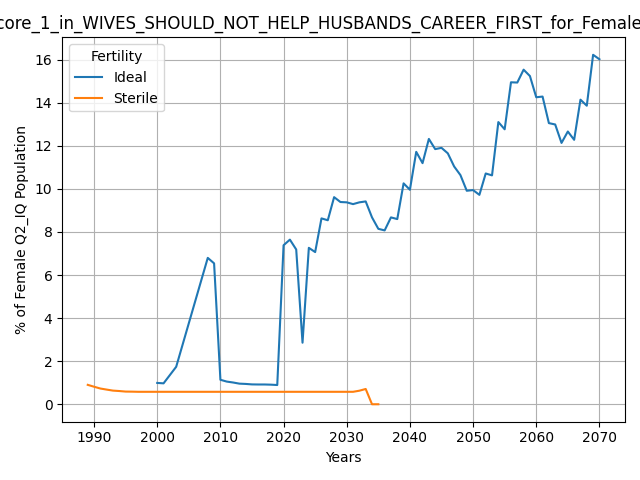 core_1_in_WIVES_SHOULD_NOT_HELP_HUSBANDS_CAREER_FIRST_for_Female
Fertility
Ideal
Sterile
% of Female Q2_IQ Population
16
14
12
10
8
6
4
2
0
1990 2000 2010 2020 2030 2040 2050 2060 2070
Years